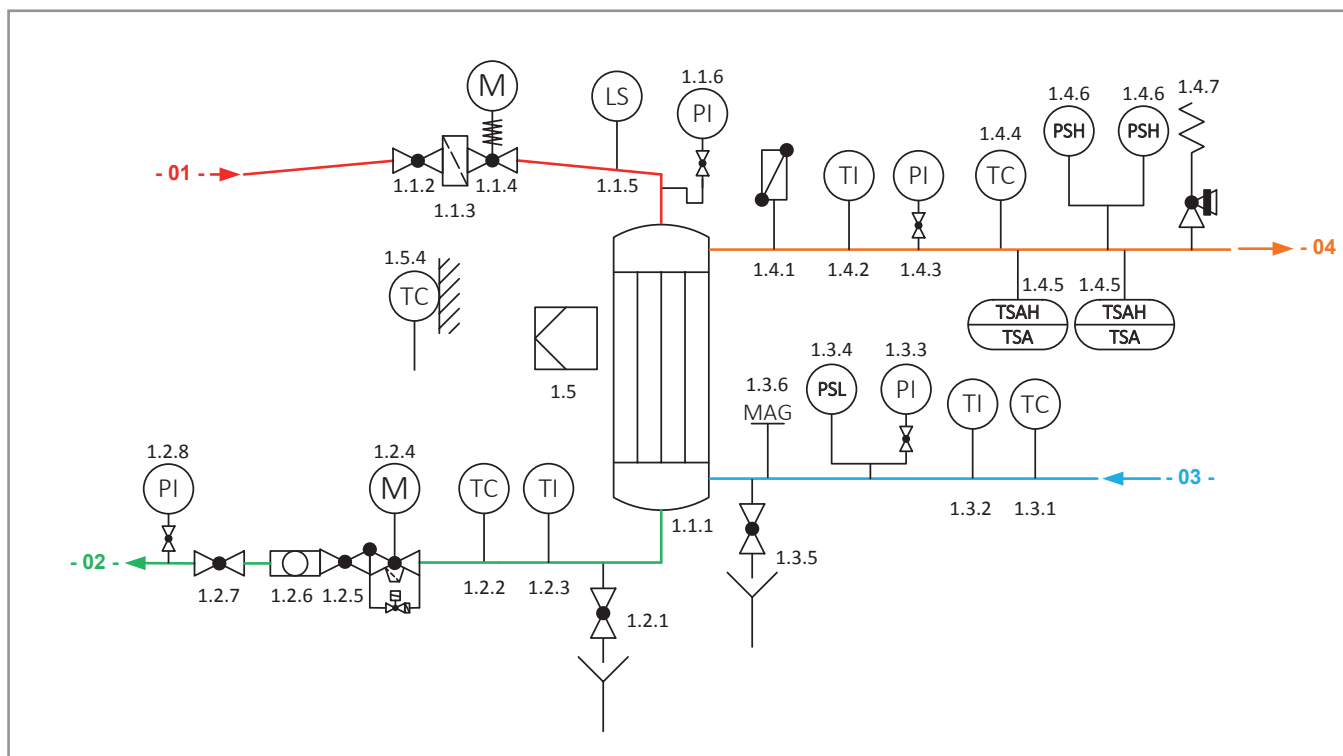 M
LS
1.1.6
PI
1.4.6
1.4.6
1.4.7
PSH
PSH
1.4.4
TI
PI
TC
- 01 -
1.1.2
1.1.4
1.1.5
1.1.3
- 04
1.4.1
1.4.2
1.4.3
1.5.4
TC
1.4.5
1.4.5
TSAH
TSA
TSAH
TSA
1.5
1.3.4
1.3.3
1.3.6
PSL
PI
TI
TC
MAG
1.2.8
1.2.4
PI
M
TC
TI
- 03 -
1.3.2
1.3.1
1.1.1
1.3.5
- 02 -
1.2.7
1.2.6
1.2.5
1.2.2
1.2.3
1.2.1